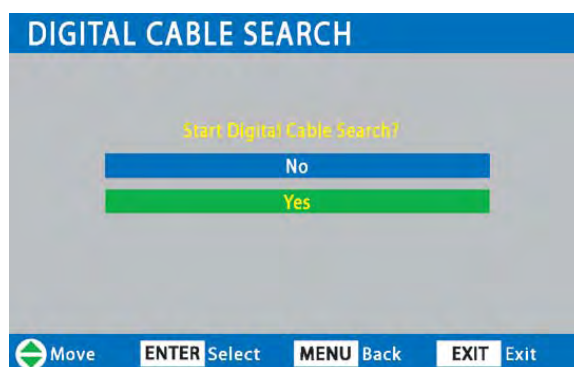 DIGITAL CABLE SEARCH
Start Digital Cable Search?
No
Yes
Move ENTER Select MENU Back EXIT Exit